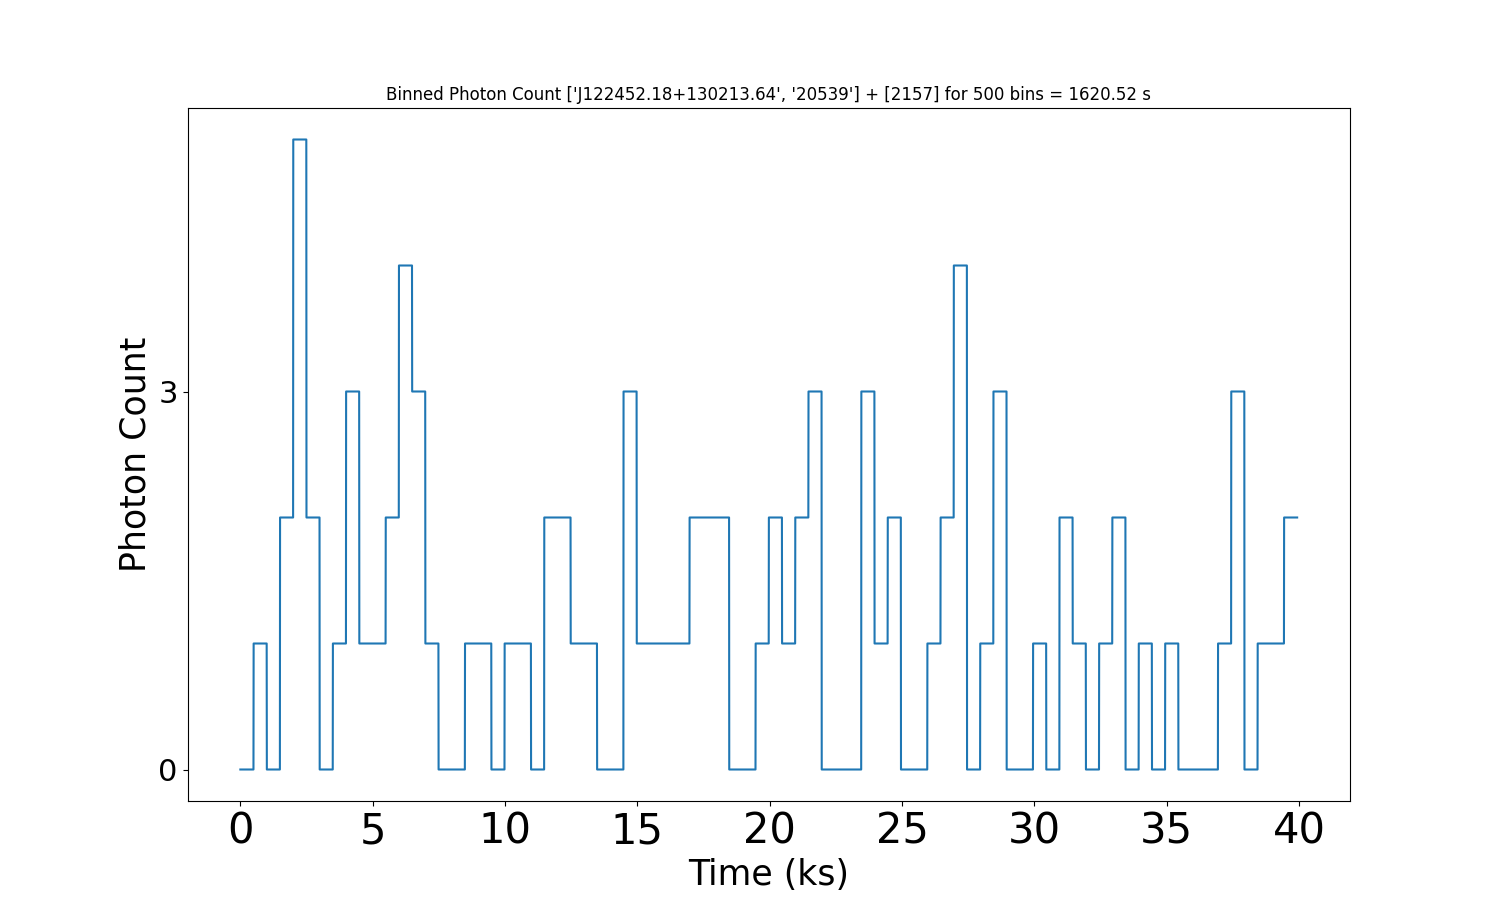 Binned Photon Count ['J122452.18+130213.64', '20539'] + [2157] for 500 bins = 1620.52 s
Photon Count
3
0
0 5 10 15 20 25 30 35 40
Time (ks)